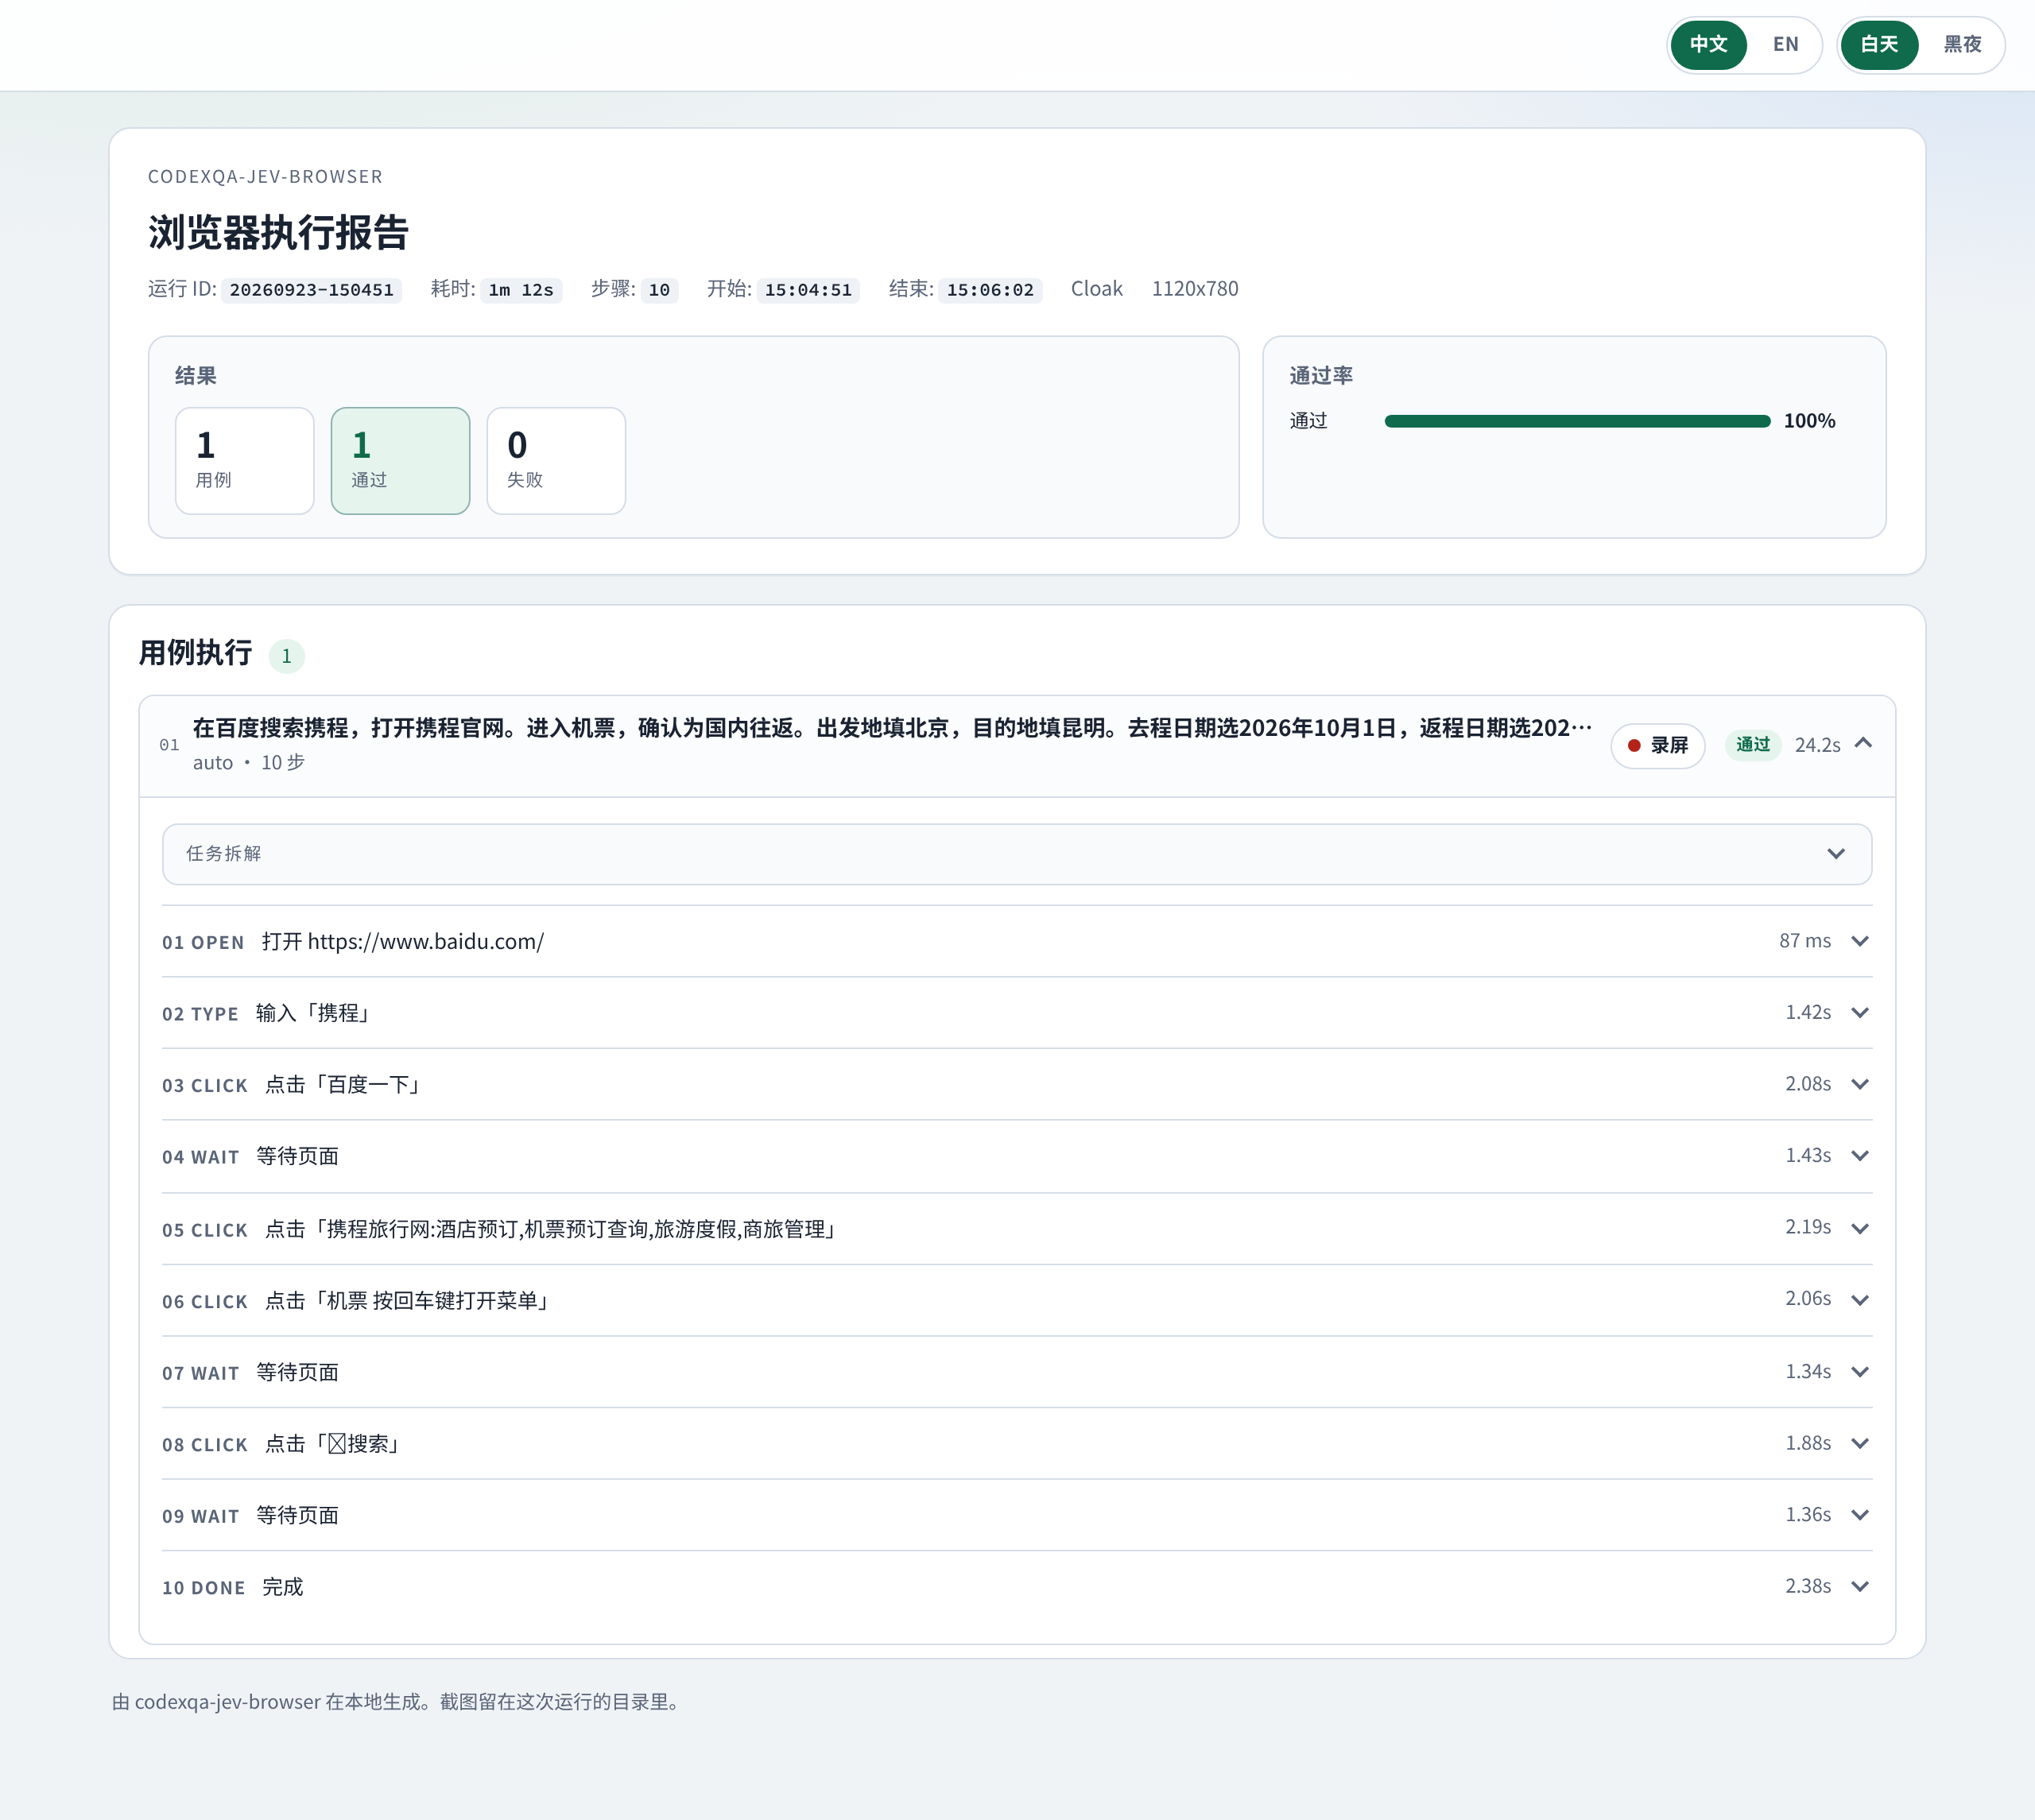 中文 EN 白天 黑夜
CODEXQA-JEV-BROWSER
浏览器执行报告
运行 ID: 20260923-150451 耗时: 1m 12s 步骤: 10 开始: 15:04:51 结束: 15:06:02 Cloak 1120x780
结果
1
用例
1
通过
0
失败
通过率
通过 100%
用例执行 1
01 在百度搜索携程，打开携程官网。进入机票，确认为国内往返。出发地填北京，目的地填昆明。去程日期选2026年10月1日，返程日期选202… 录屏 通过 24.2s
auto • 10 步
任务拆解
01 OPEN 打开 https://www.baidu.com/ 87 ms
02 TYPE 输入「携程」 1.42s
03 CLICK 点击「百度一下」 2.08s
04 WAIT 等待页面 1.43s
05 CLICK 点击「携程旅行网:酒店预订,机票预订查询,旅游度假,商旅管理」 2.19s
06 CLICK 点击「机票 按回车键打开菜单」 2.06s
07 WAIT 等待页面 1.34s
08 CLICK 点击「搜索」 1.88s
09 WAIT 等待页面 1.36s
10 DONE 完成 2.38s
由 codexqa-jev-browser 在本地生成。截图留在这次运行的目录里。